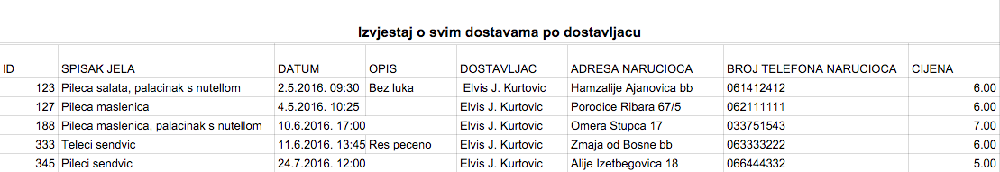 Izvjestaj o svim dostavama po dostavljacu
ID SPISAK JELA DATUM OPIS DOSTAVLJAC ADRESA NARUCIOCA BROJ TELEFONA NARUCIOCA CIJENA
123 Pileca salata, palacinak s nutellom 2.5.2016. 09:30 Bez luka Elvis J. Kurtovic Hamzalije Ajanovica bb 061412412 6.00
127 Pileca maslenica 4.5.2016. 10:25 Elvis J. Kurtovic Porodice Ribara 67/5 062111111 6.00
188 Pileca maslenica, palacinak s nutellom 10.6.2016. 17:00 Elvis J. Kurtovic Omera Stupca 17 033751543 7.00
333 Teleci sendvic 11.6.2016. 13:45 Res peceno Elvis J. Kurtovic Zmaja od Bosne bb 063333222 6.00
345 Pileci sendvic 24.7.2016. 12:00 Elvis J. Kurtovic Alije Izetbegovica 18 066444332 5.00